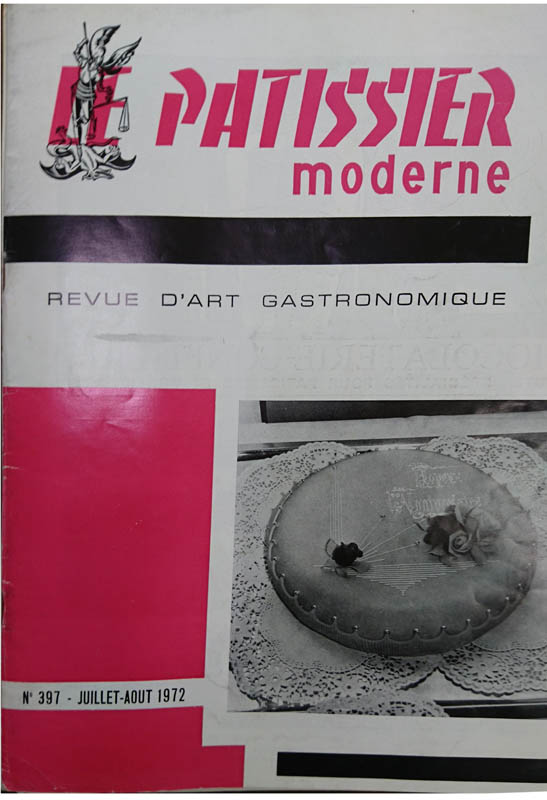 LE PATISSIER
moderne
REVUE D'ART GASTRONOMIQUE
N° 397 - JUILLET-AOUT 1972